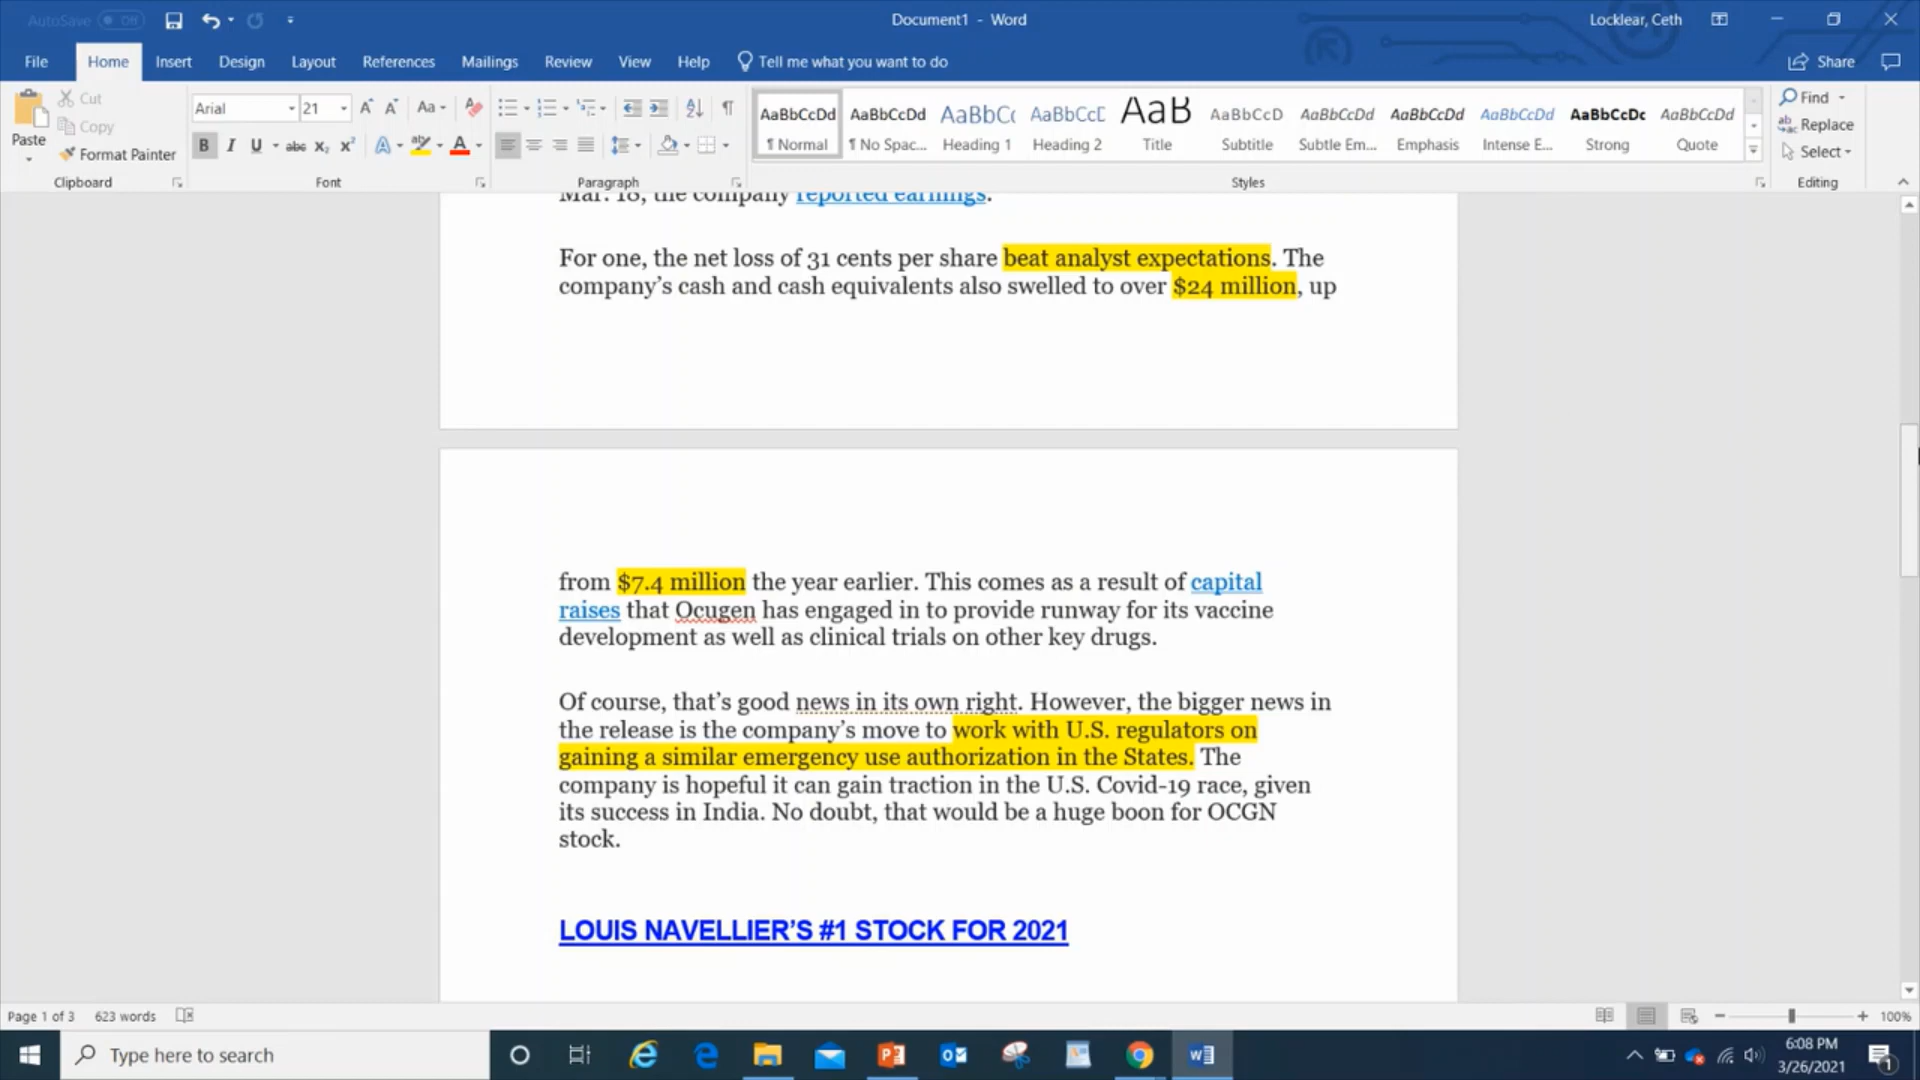 AutoSave Off
Document1 - Word
Locklear, Ceth
File Home Insert Design Layout References Mailings Review View Help Tell me what you want to do
Share
Paste
Cut
Copy
Format Painter
Clipboard
Arial 21
Font
Paragraph
AaBbCcDd ¶ Normal
AaBbCcDd ¶ No Spac...
AaBbCc Heading 1
AaBbCcD Heading 2
AaB Title
AaBbCcD Subtitle
AaBbCcDd Subtle Em...
AaBbCcDd Emphasis
AaBbCcDd Intense E...
AaBbCcDc Strong
AaBbCcDd Quote
Styles
Find
Replace
Select
Editing
Mar. 18, the company reported earnings.
For one, the net loss of 31 cents per share beat analyst expectations. The
company's cash and cash equivalents also swelled to over $24 million, up
from $7.4 million the year earlier. This comes as a result of capital
raises that Ocugen has engaged in to provide runway for its vaccine
development as well as clinical trials on other key drugs.
Of course, that's good news in its own right. However, the bigger news in
the release is the company's move to work with U.S. regulators on
gaining a similar emergency use authorization in the States. The
company is hopeful it can gain traction in the U.S. Covid-19 race, given
its success in India. No doubt, that would be a huge boon for OCGN
stock.
LOUIS NAVELLIER'S #1 STOCK FOR 2021
Page 1 of 3 623 words
100%
Type here to search
6:08 PM
3/26/2021
1